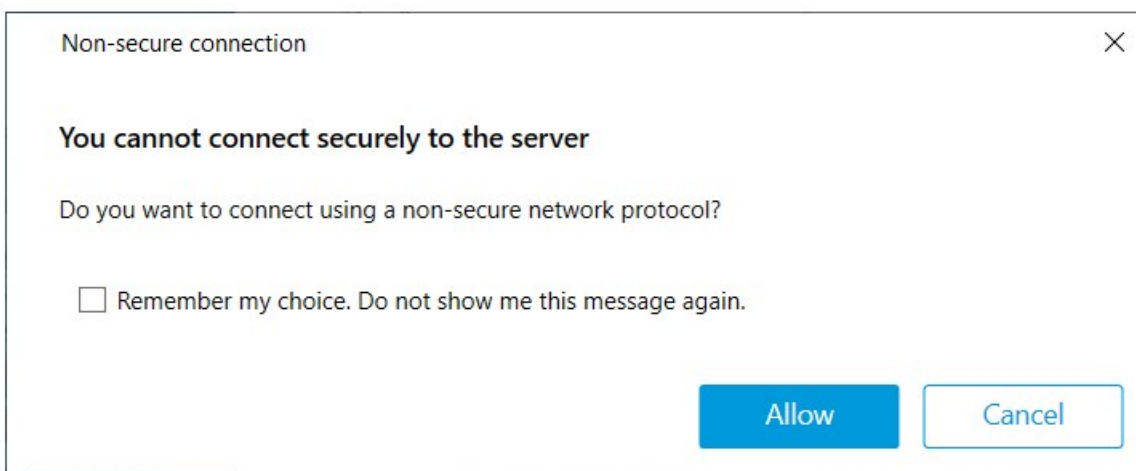 Non-secure connection
You cannot connect securely to the server
Do you want to connect using a non-secure network protocol?
Remember my choice. Do not show me this message again.
Allow
Cancel